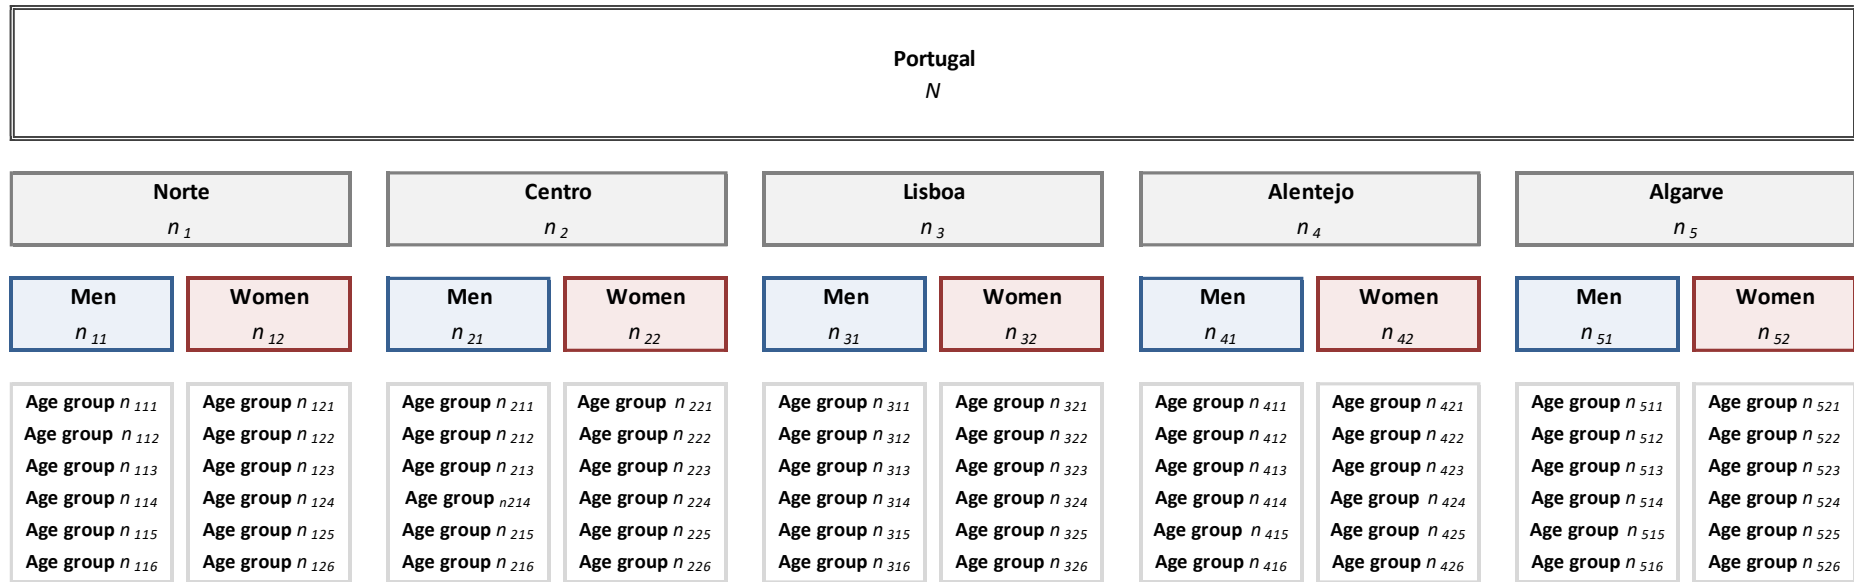 Portugal
N
Norte Centro Lisboa Alentejo Algarve
n 1 n 2 n 3 n 4 n 5
Men Women Men Women Men Women Men Women Men Women
n 11 n 12 n 21 n 22 n 31 n 32 n 41 n 42 n 51 n 52
Age group n 111 Age group n 121 Age group n 211 Age group n 221 Age group n 311 Age group n 321 Age group n 411 Age group n 421 Age group n 511 Age group n 521
Age group n 112 Age group n 122 Age group n 212 Age group n 222 Age group n 312 Age group n 322 Age group n 412 Age group n 422 Age group n 512 Age group n 522
Age group n 113 Age group n 123 Age group n 213 Age group n 223 Age group n 313 Age group n 323 Age group n 413 Age group n 423 Age group n 513 Age group n 523
Age group n 114 Age group n 124 Age group n214 Age group n 224 Age group n 314 Age group n 324 Age group n 414 Age group n 424 Age group n 514 Age group n 524
Age group n 115 Age group n 125 Age group n 215 Age group n 225 Age group n 315 Age group n 325 Age group n 415 Age group n 425 Age group n 515 Age group n 525
Age group n 116 Age group n 126 Age group n 216 Age group n 226 Age group n 316 Age group n 326 Age group n 416 Age group n 426 Age group n 516 Age group n 526